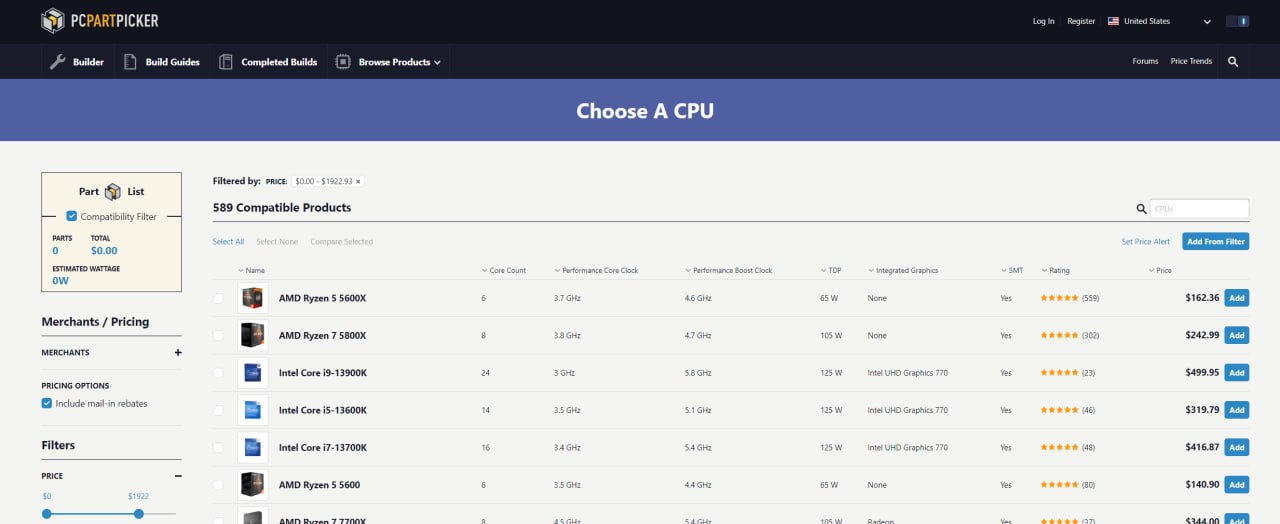 PCPARTPICKER
Log In Register United States
Builder Build Guides Completed Builds Browse Products
Forums Price Trends
Choose A CPU
Part List
Compatibility Filter
PARTS TOTAL
0 $0.00
ESTIMATED WATTAGE
0W
Merchants / Pricing
MERCHANTS +
PRICING OPTIONS
Include mail-in rebates
Filters
PRICE −
$0 $1922
Filtered by: PRICE: $0.00 - $1922.93 ×
589 Compatible Products
CPUs
Select All Select None Compare Selected
Set Price Alert Add From Filter
Name Core Count Performance Core Clock Performance Boost Clock TDP Integrated Graphics SMT Rating Price
AMD Ryzen 5 5600X 6 3.7 GHz 4.6 GHz 65 W None Yes (559) $162.36 Add
AMD Ryzen 7 5800X 8 3.8 GHz 4.7 GHz 105 W None Yes (302) $242.99 Add
Intel Core i9-13900K 24 3 GHz 5.8 GHz 125 W Intel UHD Graphics 770 Yes (23) $499.95 Add
Intel Core i5-13600K 14 3.5 GHz 5.1 GHz 125 W Intel UHD Graphics 770 Yes (46) $319.79 Add
Intel Core i7-13700K 16 3.4 GHz 5.4 GHz 125 W Intel UHD Graphics 770 Yes (48) $416.87 Add
AMD Ryzen 5 5600 6 3.5 GHz 4.4 GHz 65 W None Yes (80) $140.90 Add
AMD Ryzen 7 7700X 8 4.5 GHz 5.4 GHz 105 W Radeon Yes $344.00 Add